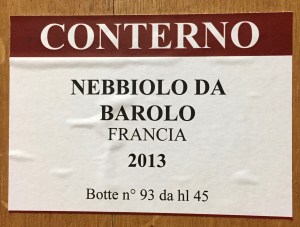 CONTERNO
NEBBIOLO DA
BAROLO
FRANCIA
2013
Botte n° 93 da hl 45